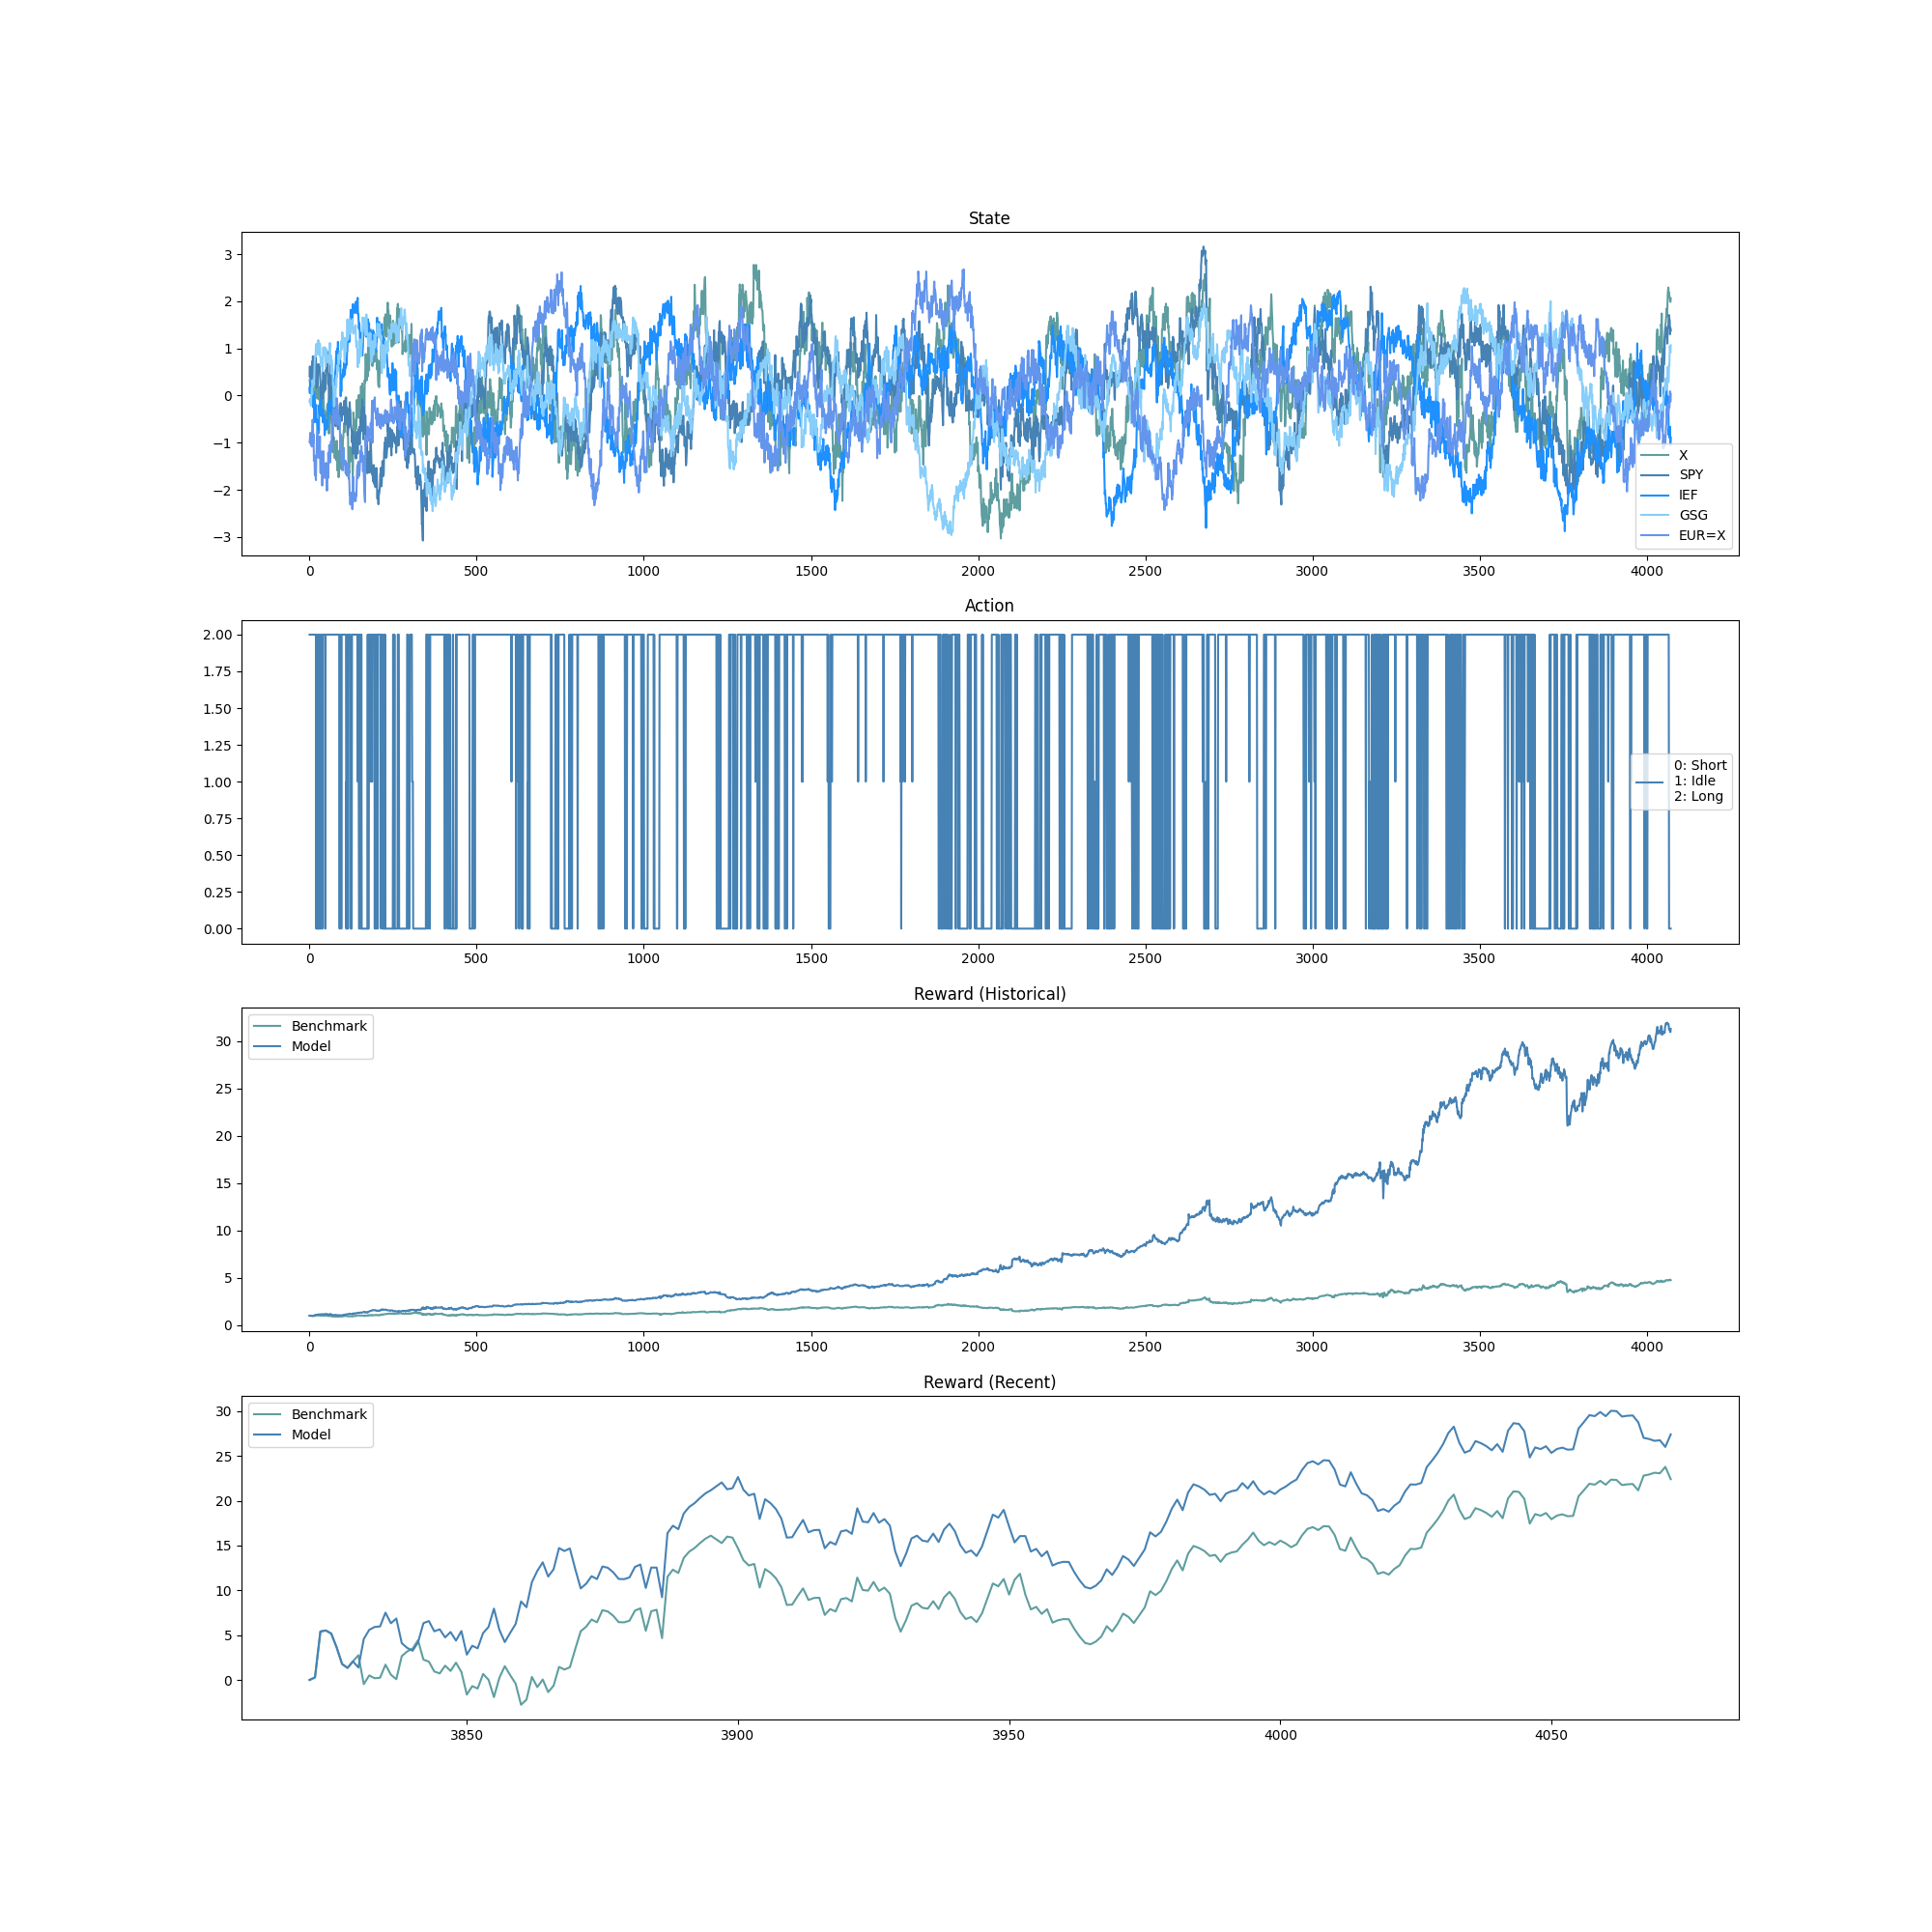 State
3
2
1
0
−1
−2
−3
X
SPY
IEF
GSG
EUR=X
0 500 1000 1500 2000 2500 3000 3500 4000
Action
2.00
1.75
1.50
1.25
1.00
0.75
0.50
0.25
0.00
0: Short
1: Idle
2: Long
0 500 1000 1500 2000 2500 3000 3500 4000
Reward (Historical)
Benchmark
Model
30
25
20
15
10
5
0
0 500 1000 1500 2000 2500 3000 3500 4000
Reward (Recent)
Benchmark
Model
30
25
20
15
10
5
0
3850 3900 3950 4000 4050